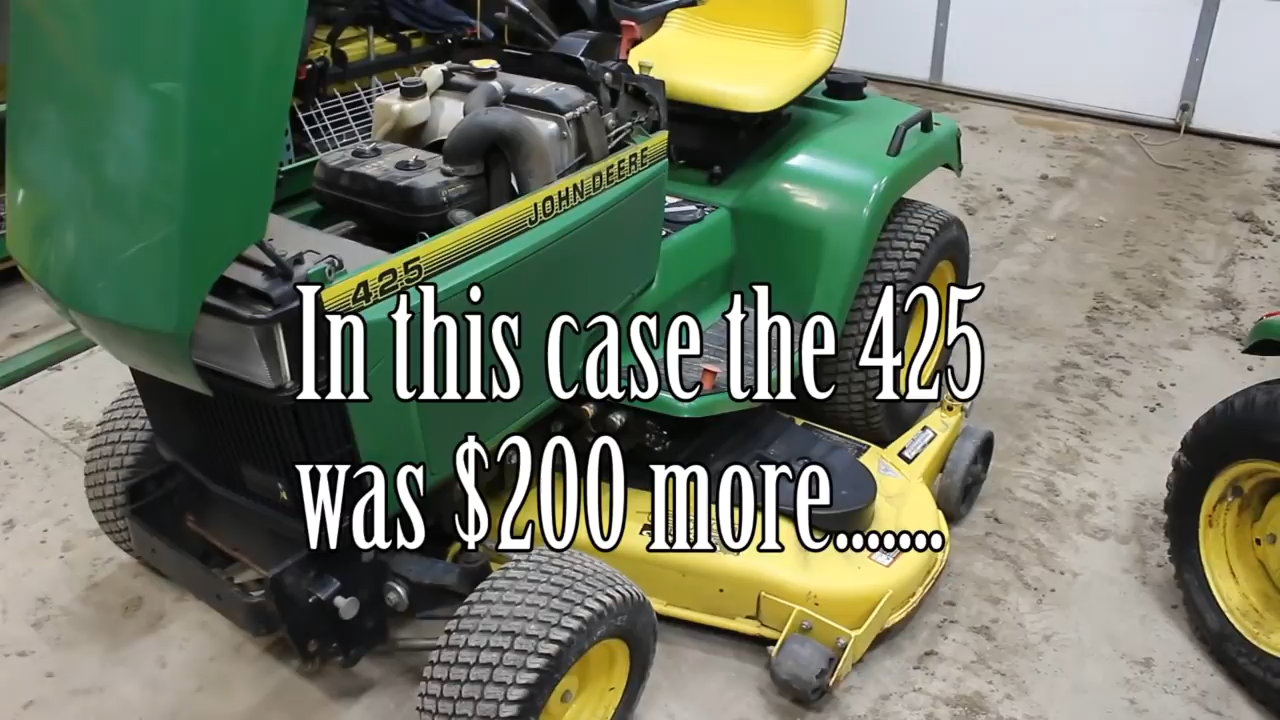 JOHN DEERE
425
In this case the 425
was $200 more.......